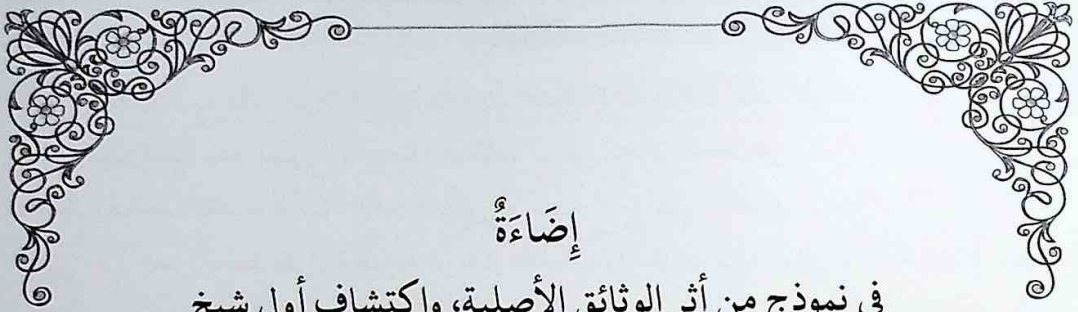 إِضَاءَةٌ
في نموذج من أثر الوثائق الأصلية، واكتشاف أول شيخ